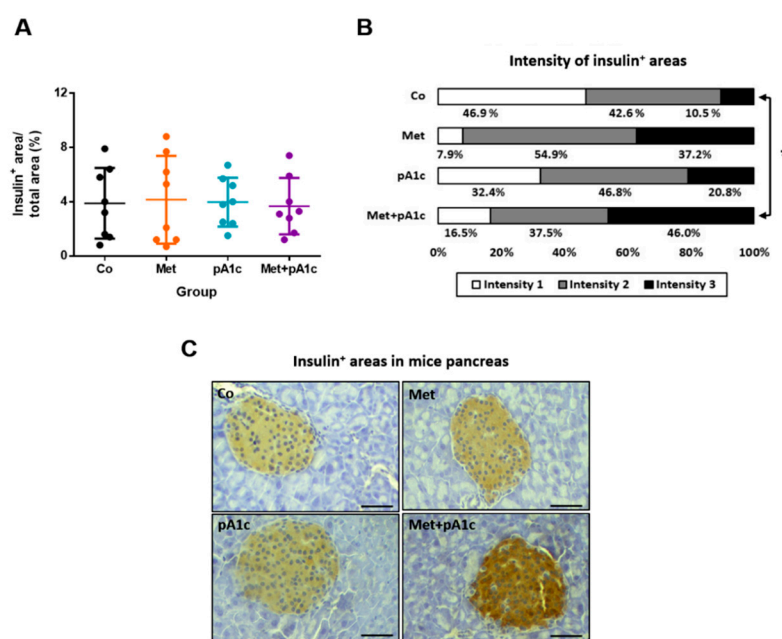 A
12
8
4
0
Insulin⁺ area/
total area (%)
Co
Met
pA1c
Met+pA1c
Group
B
Intensity of insulin⁺ areas
Co
46.9 %
42.6 %
10.5 %
Met
7.9%
54.9%
37.2%
pA1c
32.4%
46.8%
20.8%
Met+pA1c
16.5%
37.5%
46.0%
0%
20%
40%
60%
80%
100%
Intensity 1
Intensity 2
Intensity 3
C
Insulin⁺ areas in mice pancreas
Co
Met
pA1c
Met+pA1c